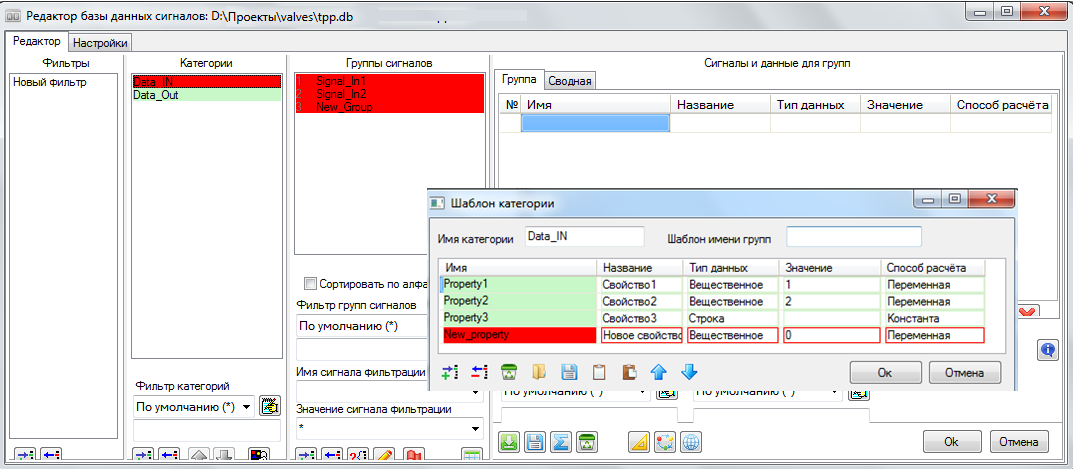 Редактор базы данных сигналов: D:\Проекты\valves\tpp.db
Редактор Настройки
Фильтры Категории Группы сигналов Сигналы и данные для групп
Новый фильтр Data_IN 1 Signal_In1 Группа Сводная
Data_Out 2 Signal_In2
3 New_Group
№ Имя Название Тип данных Значение Способ расчёта
Шаблон категории
Имя категории Data_IN Шаблон имени групп
Имя Название Тип данных Значение Способ расчёта
Property1 Свойство1 Вещественное 1 Переменная
Property2 Свойство2 Вещественное 2 Переменная
Property3 Свойство3 Строка Константа
New_property Новое свойство Вещественное 0 Переменная
Ок Отмена
Сортировать по алфа
Фильтр групп сигналов
По умолчанию (*)
Имя сигнала фильтрации
Фильтр категорий
По умолчанию (*)
Значение сигнала фильтрации
*
По умолчанию (*) По умолчанию (*)
Ok Отмена